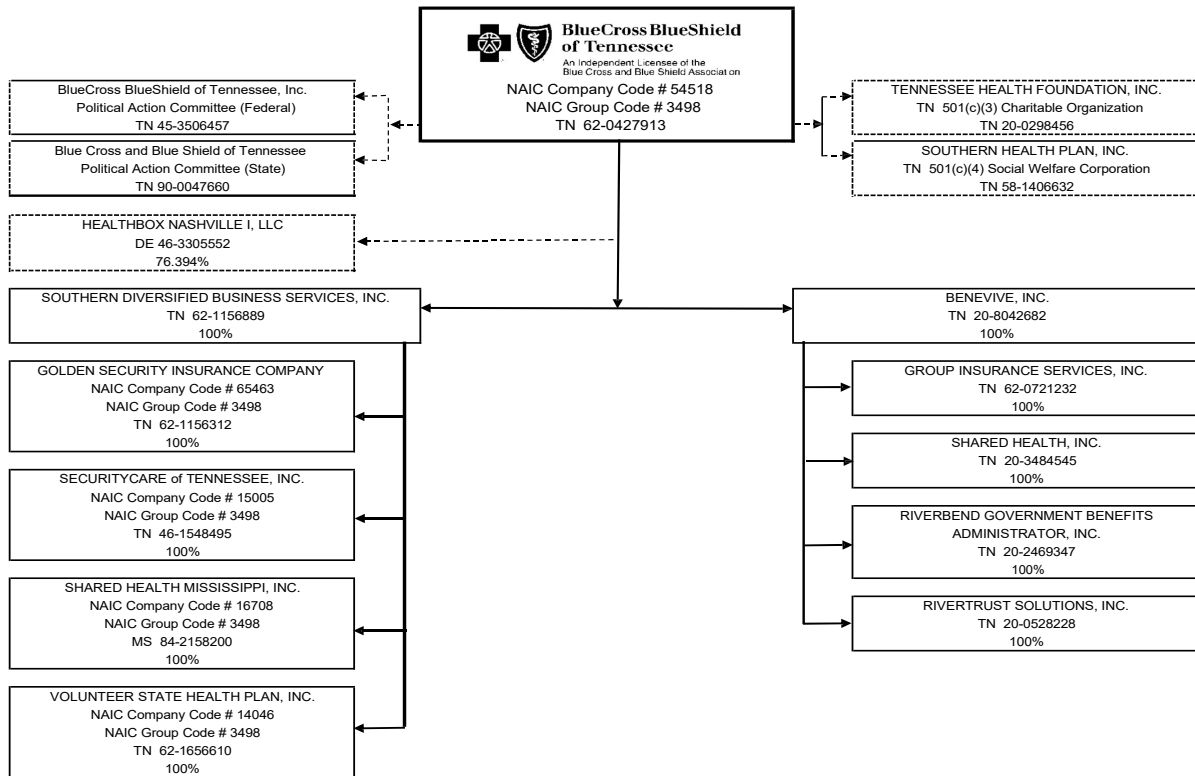 BlueCross BlueShield
of Tennessee
An Independent Licensee of the
Blue Cross and Blue Shield Association
NAIC Company Code # 54518
NAIC Group Code # 3498
TN 62-0427913
BlueCross BlueShield of Tennessee, Inc.
Political Action Committee (Federal)
TN 45-3506457
Blue Cross and Blue Shield of Tennessee
Political Action Committee (State)
TN 90-0047660
TENNESSEE HEALTH FOUNDATION, INC.
TN 501(c)(3) Charitable Organization
TN 20-0298456
SOUTHERN HEALTH PLAN, INC.
TN 501(c)(4) Social Welfare Corporation
TN 58-1406632
HEALTHBOX NASHVILLE I, LLC
DE 46-3305552
76.394%
SOUTHERN DIVERSIFIED BUSINESS SERVICES, INC.
TN 62-1156889
100%
GOLDEN SECURITY INSURANCE COMPANY
NAIC Company Code # 65463
NAIC Group Code # 3498
TN 62-1156312
100%
SECURITYCARE of TENNESSEE, INC.
NAIC Company Code # 15005
NAIC Group Code # 3498
TN 46-1548495
100%
SHARED HEALTH MISSISSIPPI, INC.
NAIC Company Code # 16708
NAIC Group Code # 3498
MS 84-2158200
100%
VOLUNTEER STATE HEALTH PLAN, INC.
NAIC Company Code # 14046
NAIC Group Code # 3498
TN 62-1656610
100%
BENEVIVE, INC.
TN 20-8042682
100%
GROUP INSURANCE SERVICES, INC.
TN 62-0721232
100%
SHARED HEALTH, INC.
TN 20-3484545
100%
RIVERBEND GOVERNMENT BENEFITS
ADMINISTRATOR, INC.
TN 20-2469347
100%
RIVERTRUST SOLUTIONS, INC.
TN 20-0528228
100%